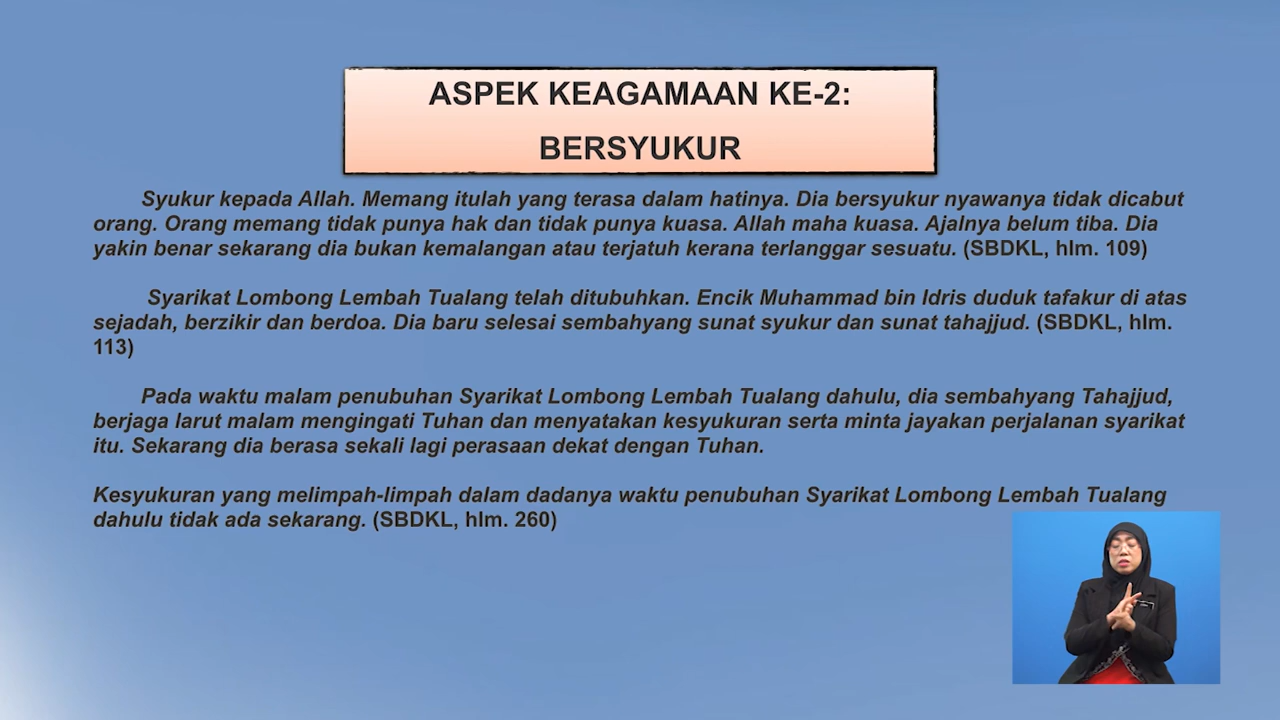 ASPEK KEAGAMAAN KE-2:
BERSYUKUR
Syukur kepada Allah. Memang itulah yang terasa dalam hatinya. Dia bersyukur nyawanya tidak dicabut
orang. Orang memang tidak punya hak dan tidak punya kuasa. Allah maha kuasa. Ajalnya belum tiba. Dia
yakin benar sekarang dia bukan kemalangan atau terjatuh kerana terlanggar sesuatu. (SBDKL, hlm. 109)
Syarikat Lombong Lembah Tualang telah ditubuhkan. Encik Muhammad bin Idris duduk tafakur di atas
sejadah, berzikir dan berdoa. Dia baru selesai sembahyang sunat syukur dan sunat tahajjud. (SBDKL, hlm.
113)
Pada waktu malam penubuhan Syarikat Lombong Lembah Tualang dahulu, dia sembahyang Tahajjud,
berjaga larut malam mengingati Tuhan dan menyatakan kesyukuran serta minta jayakan perjalanan syarikat
itu. Sekarang dia berasa sekali lagi perasaan dekat dengan Tuhan.
Kesyukuran yang melimpah-limpah dalam dadanya waktu penubuhan Syarikat Lombong Lembah Tualang
dahulu tidak ada sekarang. (SBDKL, hlm. 260)